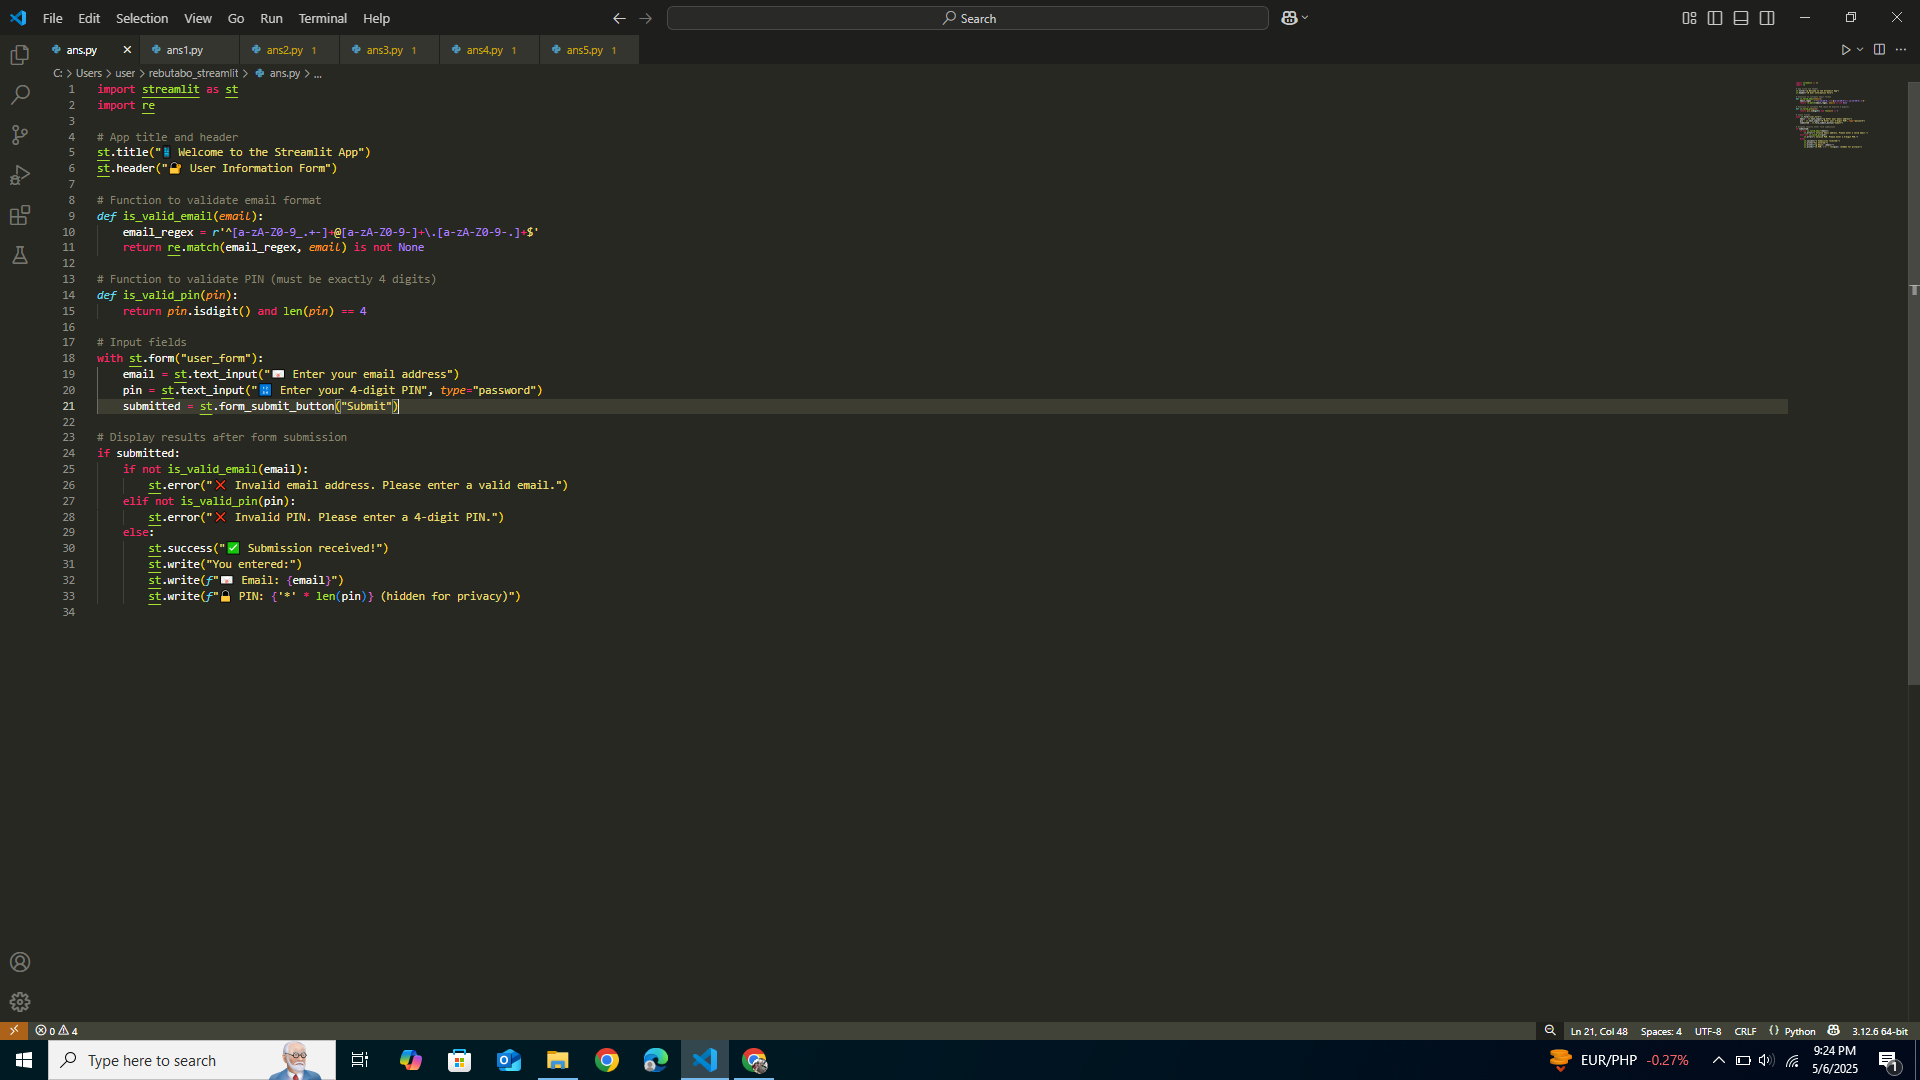 File Edit Selection View Go Run Terminal Help Search
ans.py ans1.py ans2.py 1 ans3.py 1 ans4.py 1 ans5.py 1
C: > Users > user > rebutabo_streamlit > ans.py > ...
1 import streamlit as st
2 import re
3
4 # App title and header
5 st.title("📱 Welcome to the Streamlit App")
6 st.header("🔐 User Information Form")
7
8 # Function to validate email format
9 def is_valid_email(email):
10 email_regex = r'^[a-zA-Z0-9_.+-]+@[a-zA-Z0-9-]+\.[a-zA-Z0-9-.]+$'
11 return re.match(email_regex, email) is not None
12
13 # Function to validate PIN (must be exactly 4 digits)
14 def is_valid_pin(pin):
15 return pin.isdigit() and len(pin) == 4
16
17 # Input fields
18 with st.form("user_form"):
19 email = st.text_input("📧 Enter your email address")
20 pin = st.text_input("🔢 Enter your 4-digit PIN", type="password")
21 submitted = st.form_submit_button("Submit")
22
23 # Display results after form submission
24 if submitted:
25 if not is_valid_email(email):
26 st.error("❌ Invalid email address. Please enter a valid email.")
27 elif not is_valid_pin(pin):
28 st.error("❌ Invalid PIN. Please enter a 4-digit PIN.")
29 else:
30 st.success("✅ Submission received!")
31 st.write("You entered:")
32 st.write(f"📧 Email: {email}")
33 st.write(f"🔒 PIN: {'*' * len(pin)} (hidden for privacy)")
34
0 4 Ln 21, Col 48 Spaces: 4 UTF-8 CRLF {} Python 3.12.6 64-bit
Type here to search EUR/PHP -0.27% 9:24 PM
5/6/2025 1